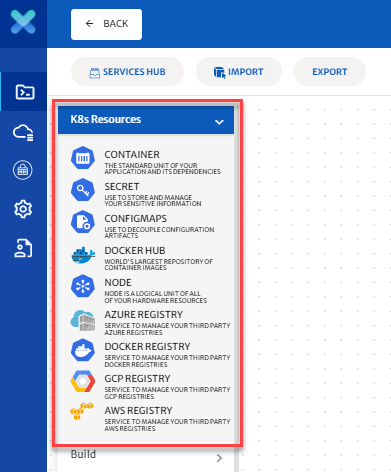 BACK
SERVICES HUB
IMPORT
EXPORT
K8s Resources
CONTAINER
THE STANDARD UNIT OF YOUR
APPLICATION AND ITS DEPENDENCIES
SECRET
USE TO STORE AND MANAGE
YOUR SENSITIVE INFORMATION
CONFIGMAPS
USE TO DECOUPLE CONFIGURATION
ARTIFACTS
DOCKER HUB
WORLD'S LARGEST REPOSITORY OF
CONTAINER IMAGES
NODE
NODE IS A LOGICAL UNIT OF ALL
OF YOUR HARDWARE RESOURCES
AZURE REGISTRY
SERVICE TO MANAGE YOUR THIRD PARTY
AZURE REGISTRIES
DOCKER REGISTRY
SERVICE TO MANAGE YOUR THIRD PARTY
DOCKER REGISTRIES
GCP REGISTRY
SERVICE TO MANAGE YOUR THIRD PARTY
GCP REGISTRIES
AWS REGISTRY
SERVICE TO MANAGE YOUR THIRD PARTY
AWS REGISTRIES
Build